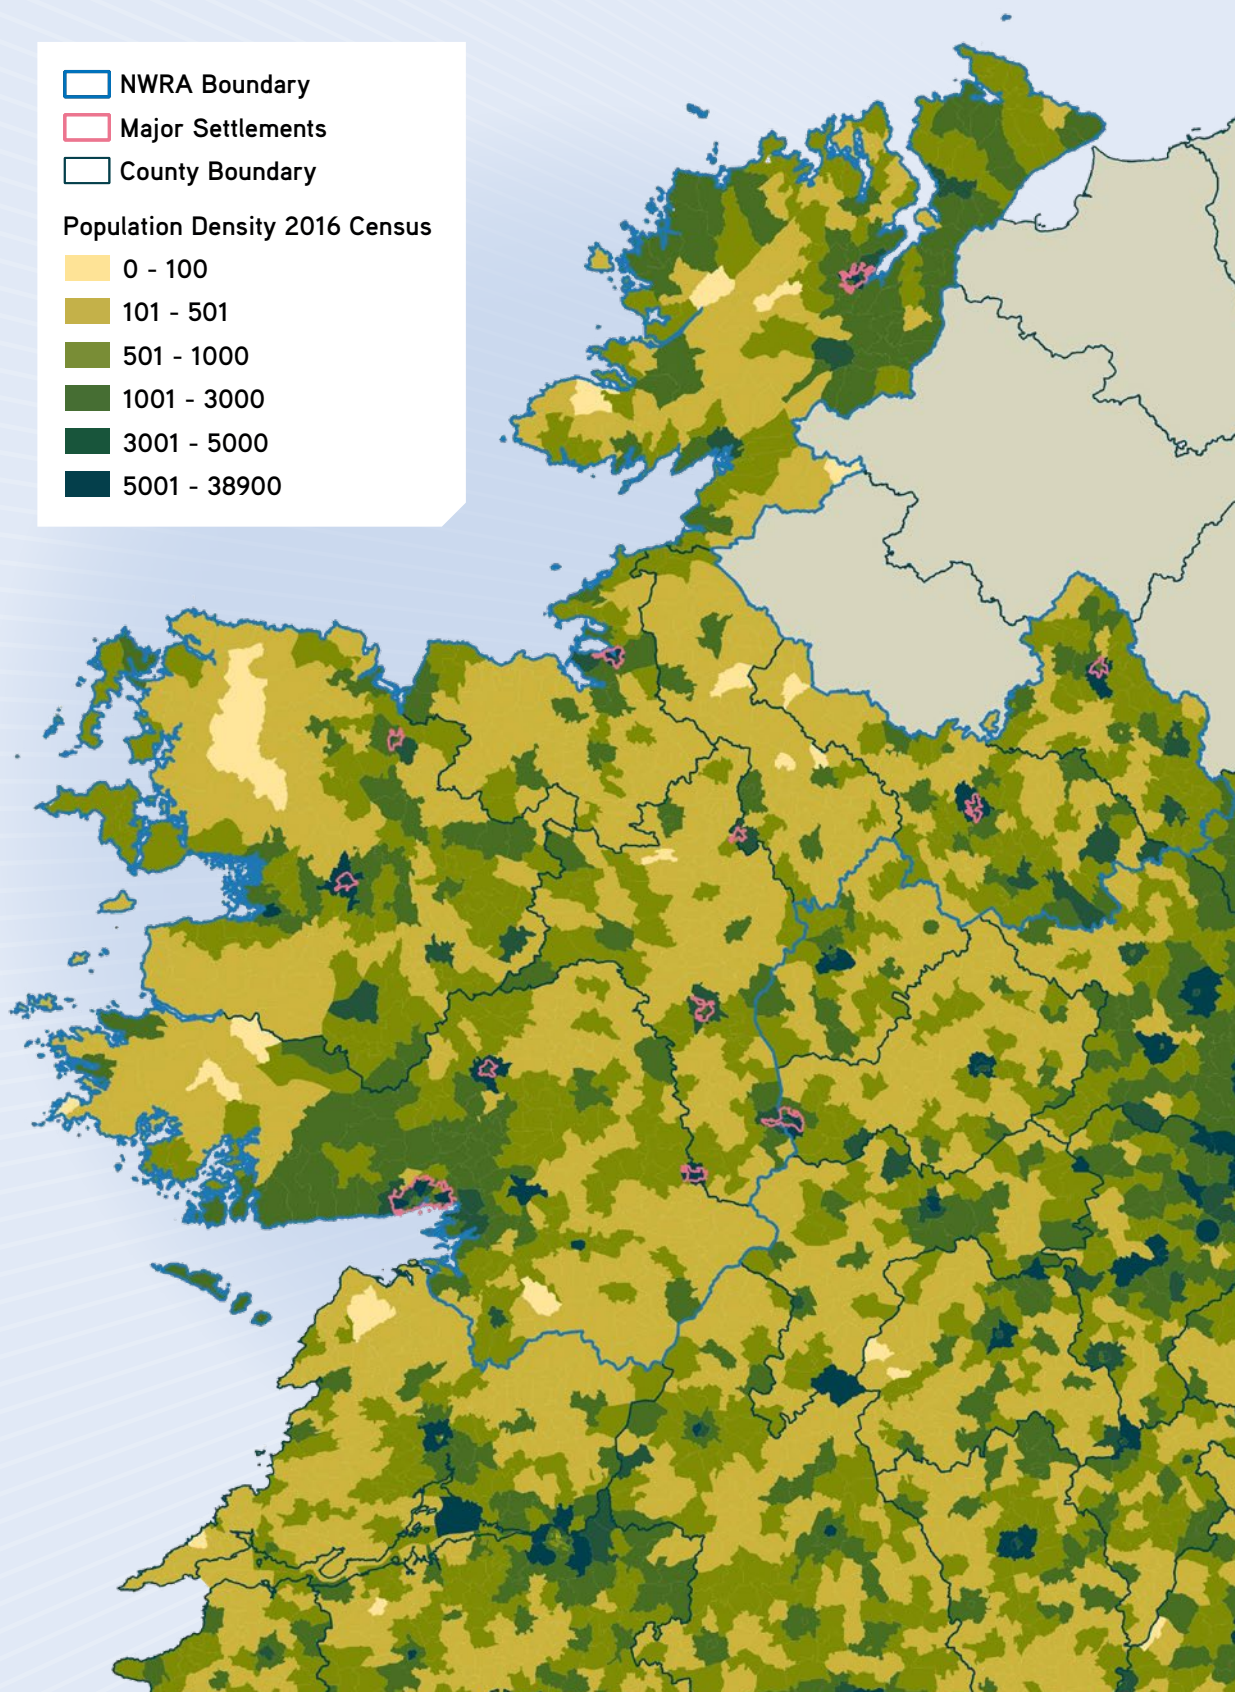 NWRA Boundary
Major Settlements
County Boundary
Population Density 2016 Census
0 - 100
101 - 501
501 - 1000
1001 - 3000
3001 - 5000
5001 - 38900